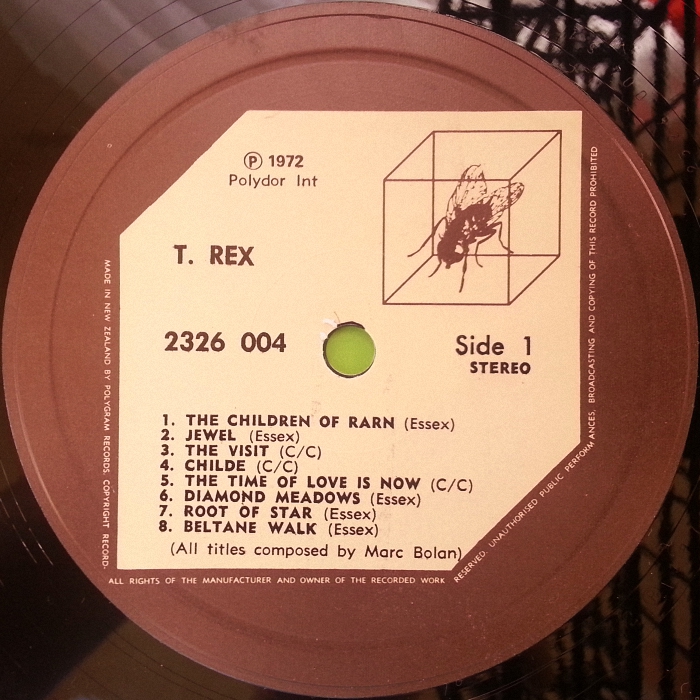 Ⓟ 1972
Polydor Int
T. REX
2326 004
Side 1
STEREO
1. THE CHILDREN OF RARN (Essex)
2. JEWEL (Essex)
3. THE VISIT (C/C)
4. CHILDE (C/C)
5. THE TIME OF LOVE IS NOW (C/C)
6. DIAMOND MEADOWS (Essex)
7. ROOT OF STAR (Essex)
8. BELTANE WALK (Essex)
(All titles composed by Marc Bolan)
MADE IN NEW ZEALAND BY POLYGRAM RECORDS. COPYRIGHT RECORD-
ALL RIGHTS OF THE MANUFACTURER AND OWNER OF THE RECORDED WORK
RESERVED. UNAUTHORISED PUBLIC PERFORM
ANCES, BROADCASTING AND COPYING OF THIS RECORD PROHIBITED